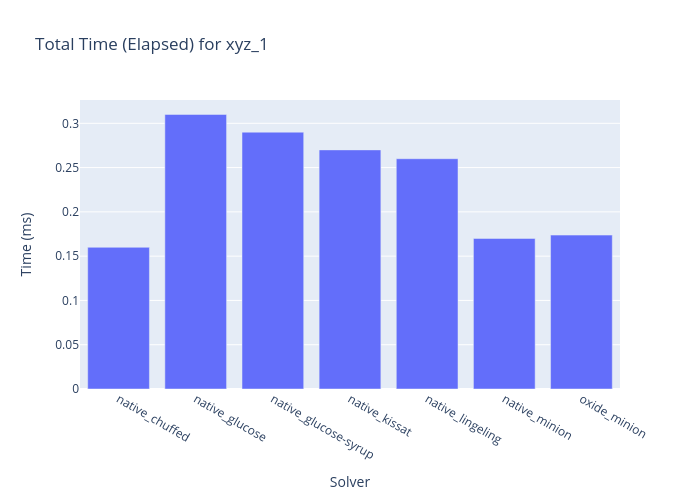 Total Time (Elapsed) for xyz_1
0.3
0.25
0.2
0.15
0.1
0.05
0
Time (ms)
native_chuffed
native_glucose
native_glucose-syrup
native_kissat
native_lingeling
native_minion
oxide_minion
Solver